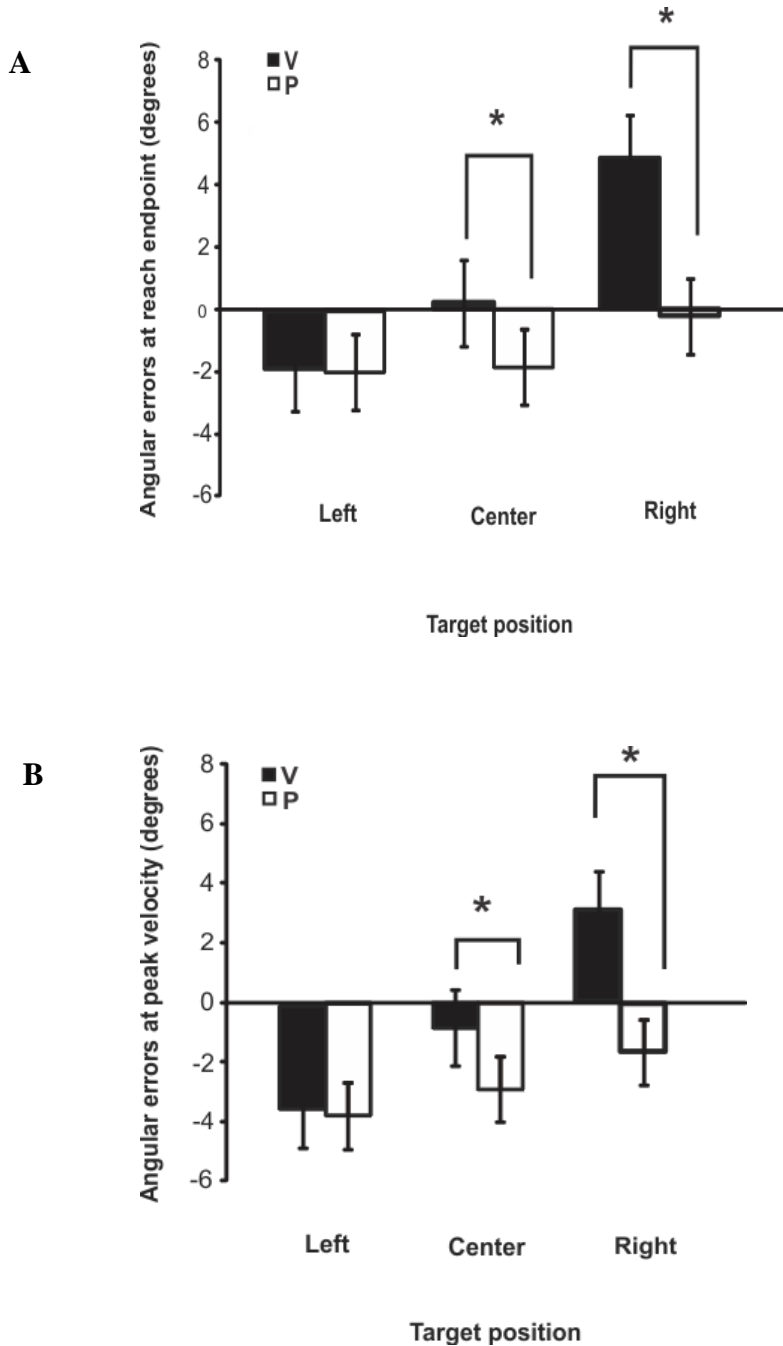 A
Angular errors at reach endpoint (degrees)
8
6
4
2
0
-2
-4
-6
V
P
*
*
Left Center Right
Target position
B
Angular errors at peak velocity (degrees)
8
6
4
2
0
-2
-4
-6
V
P
*
*
Left Center Right
Target position